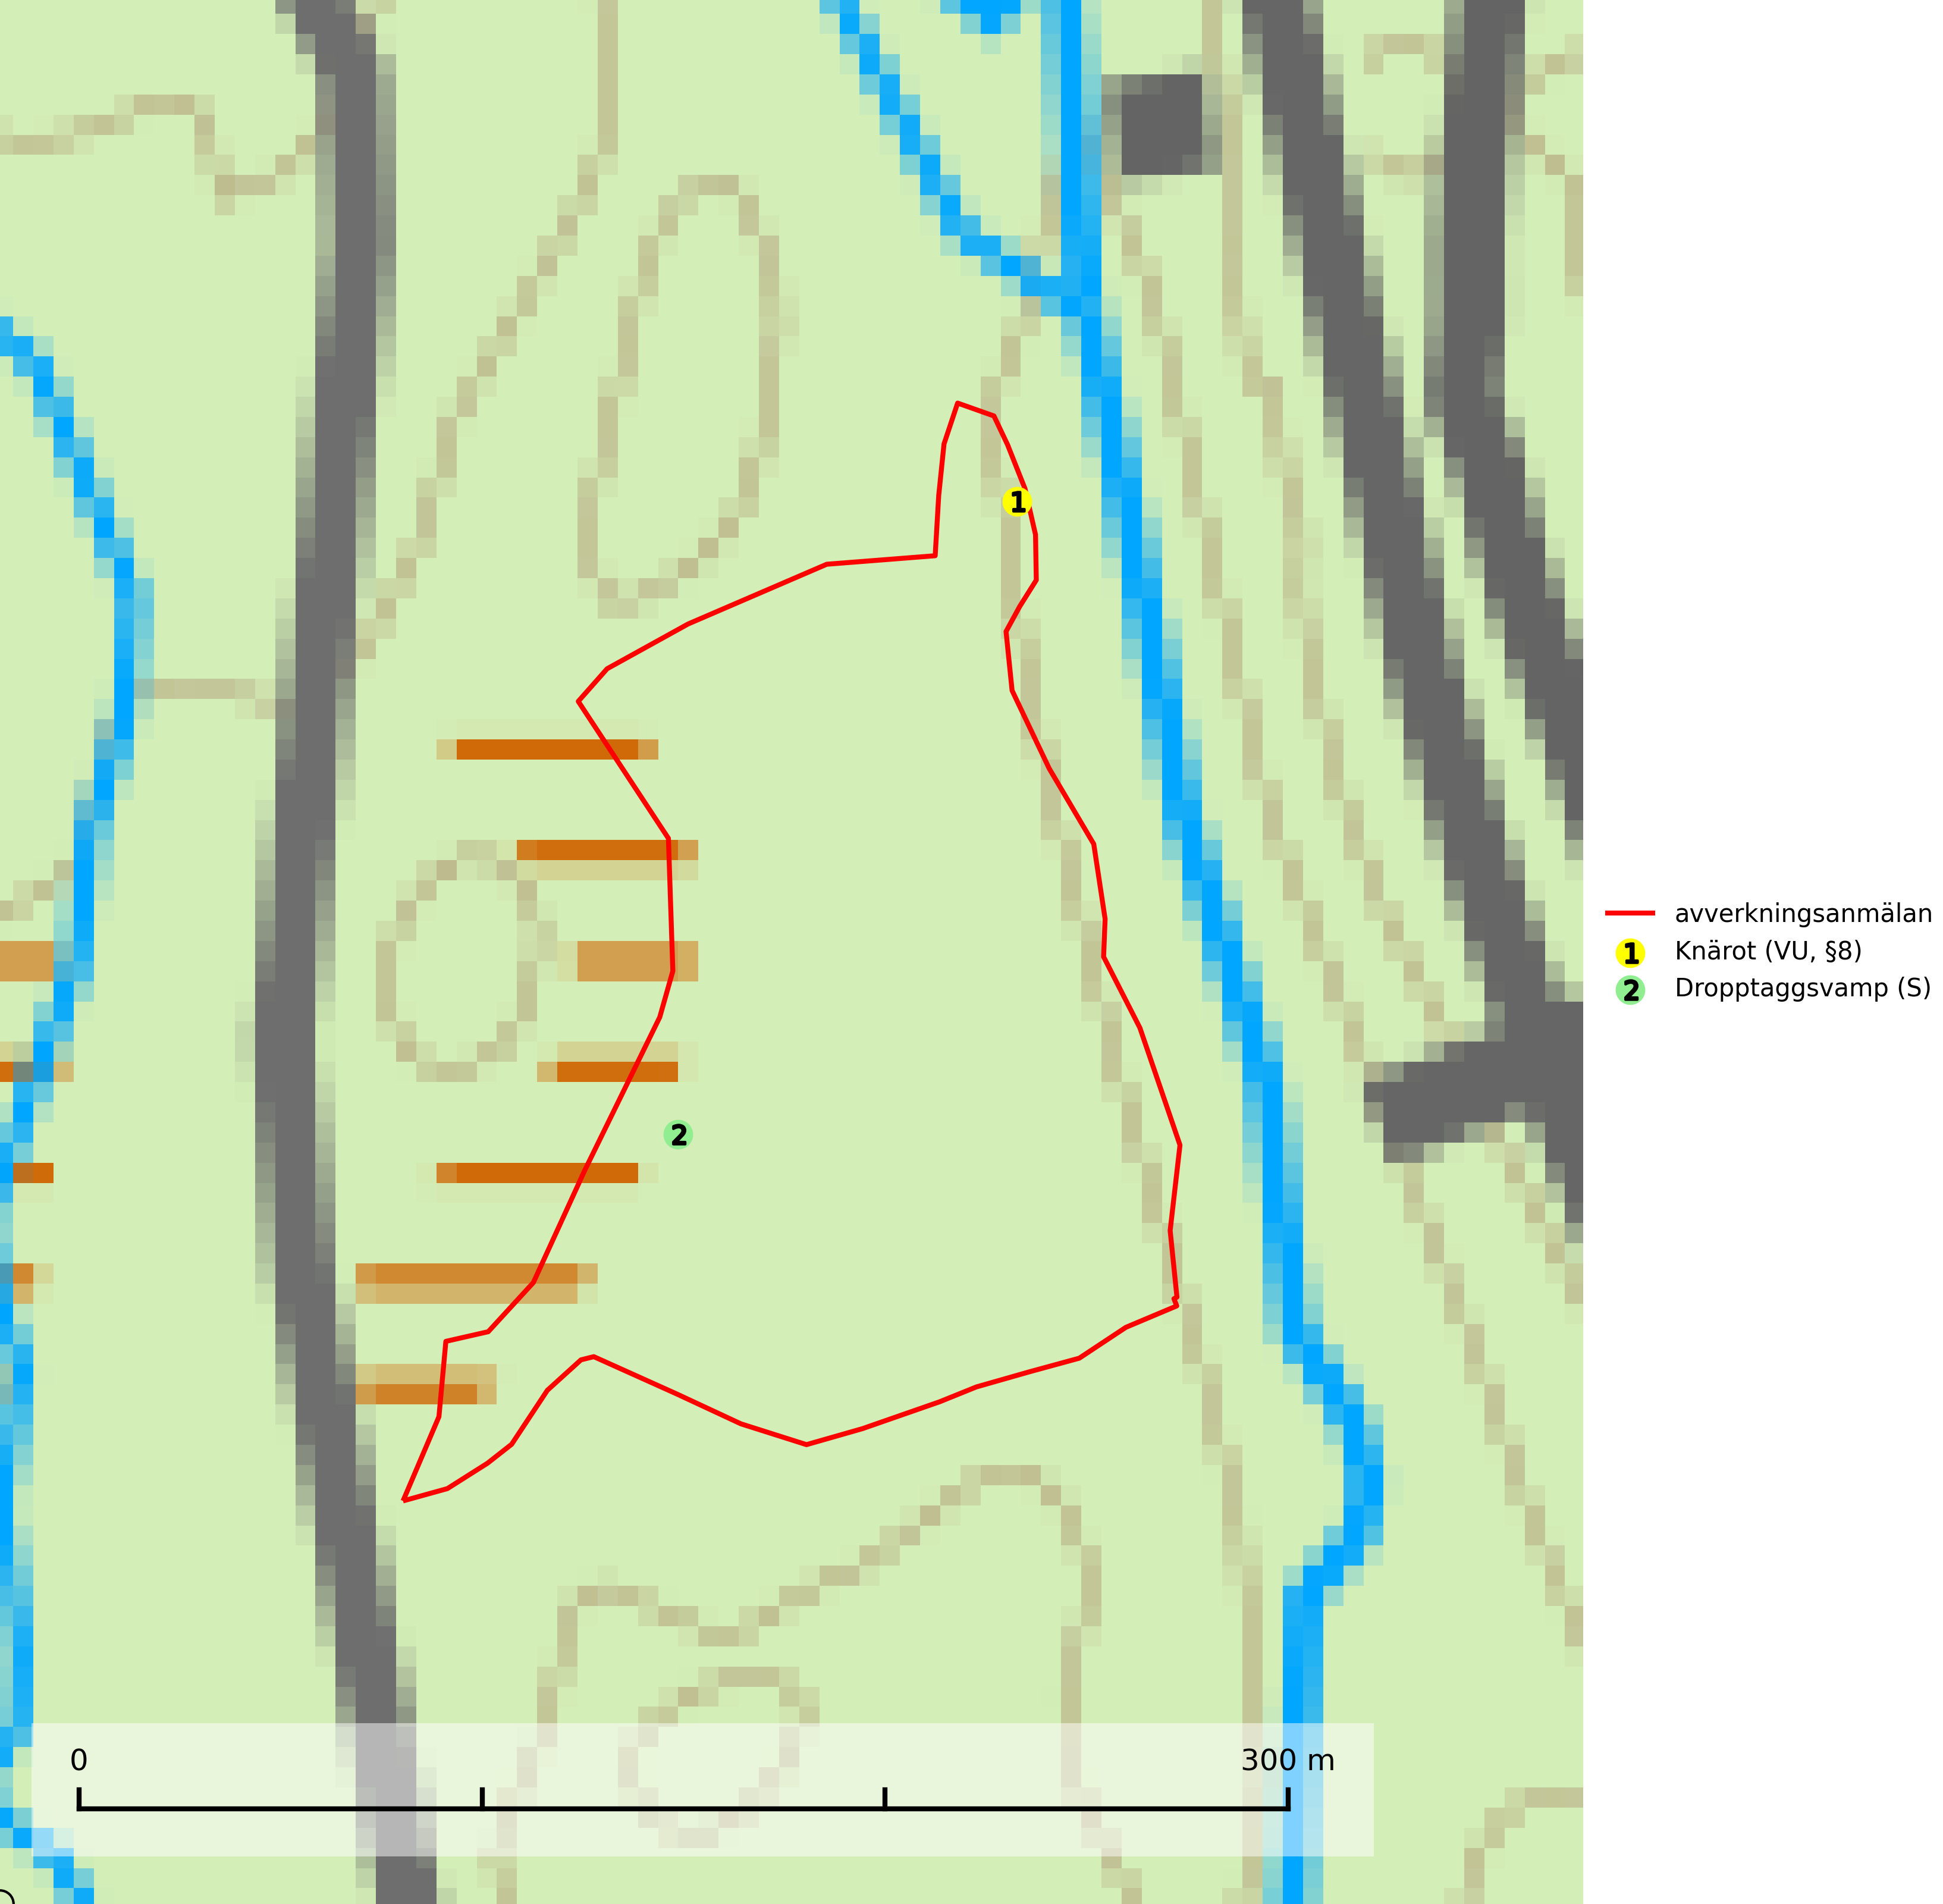 1
2
avverkningsanmälan
1 Knärot (VU, §8)
2 Dropptaggsvamp (S)
0 300 m